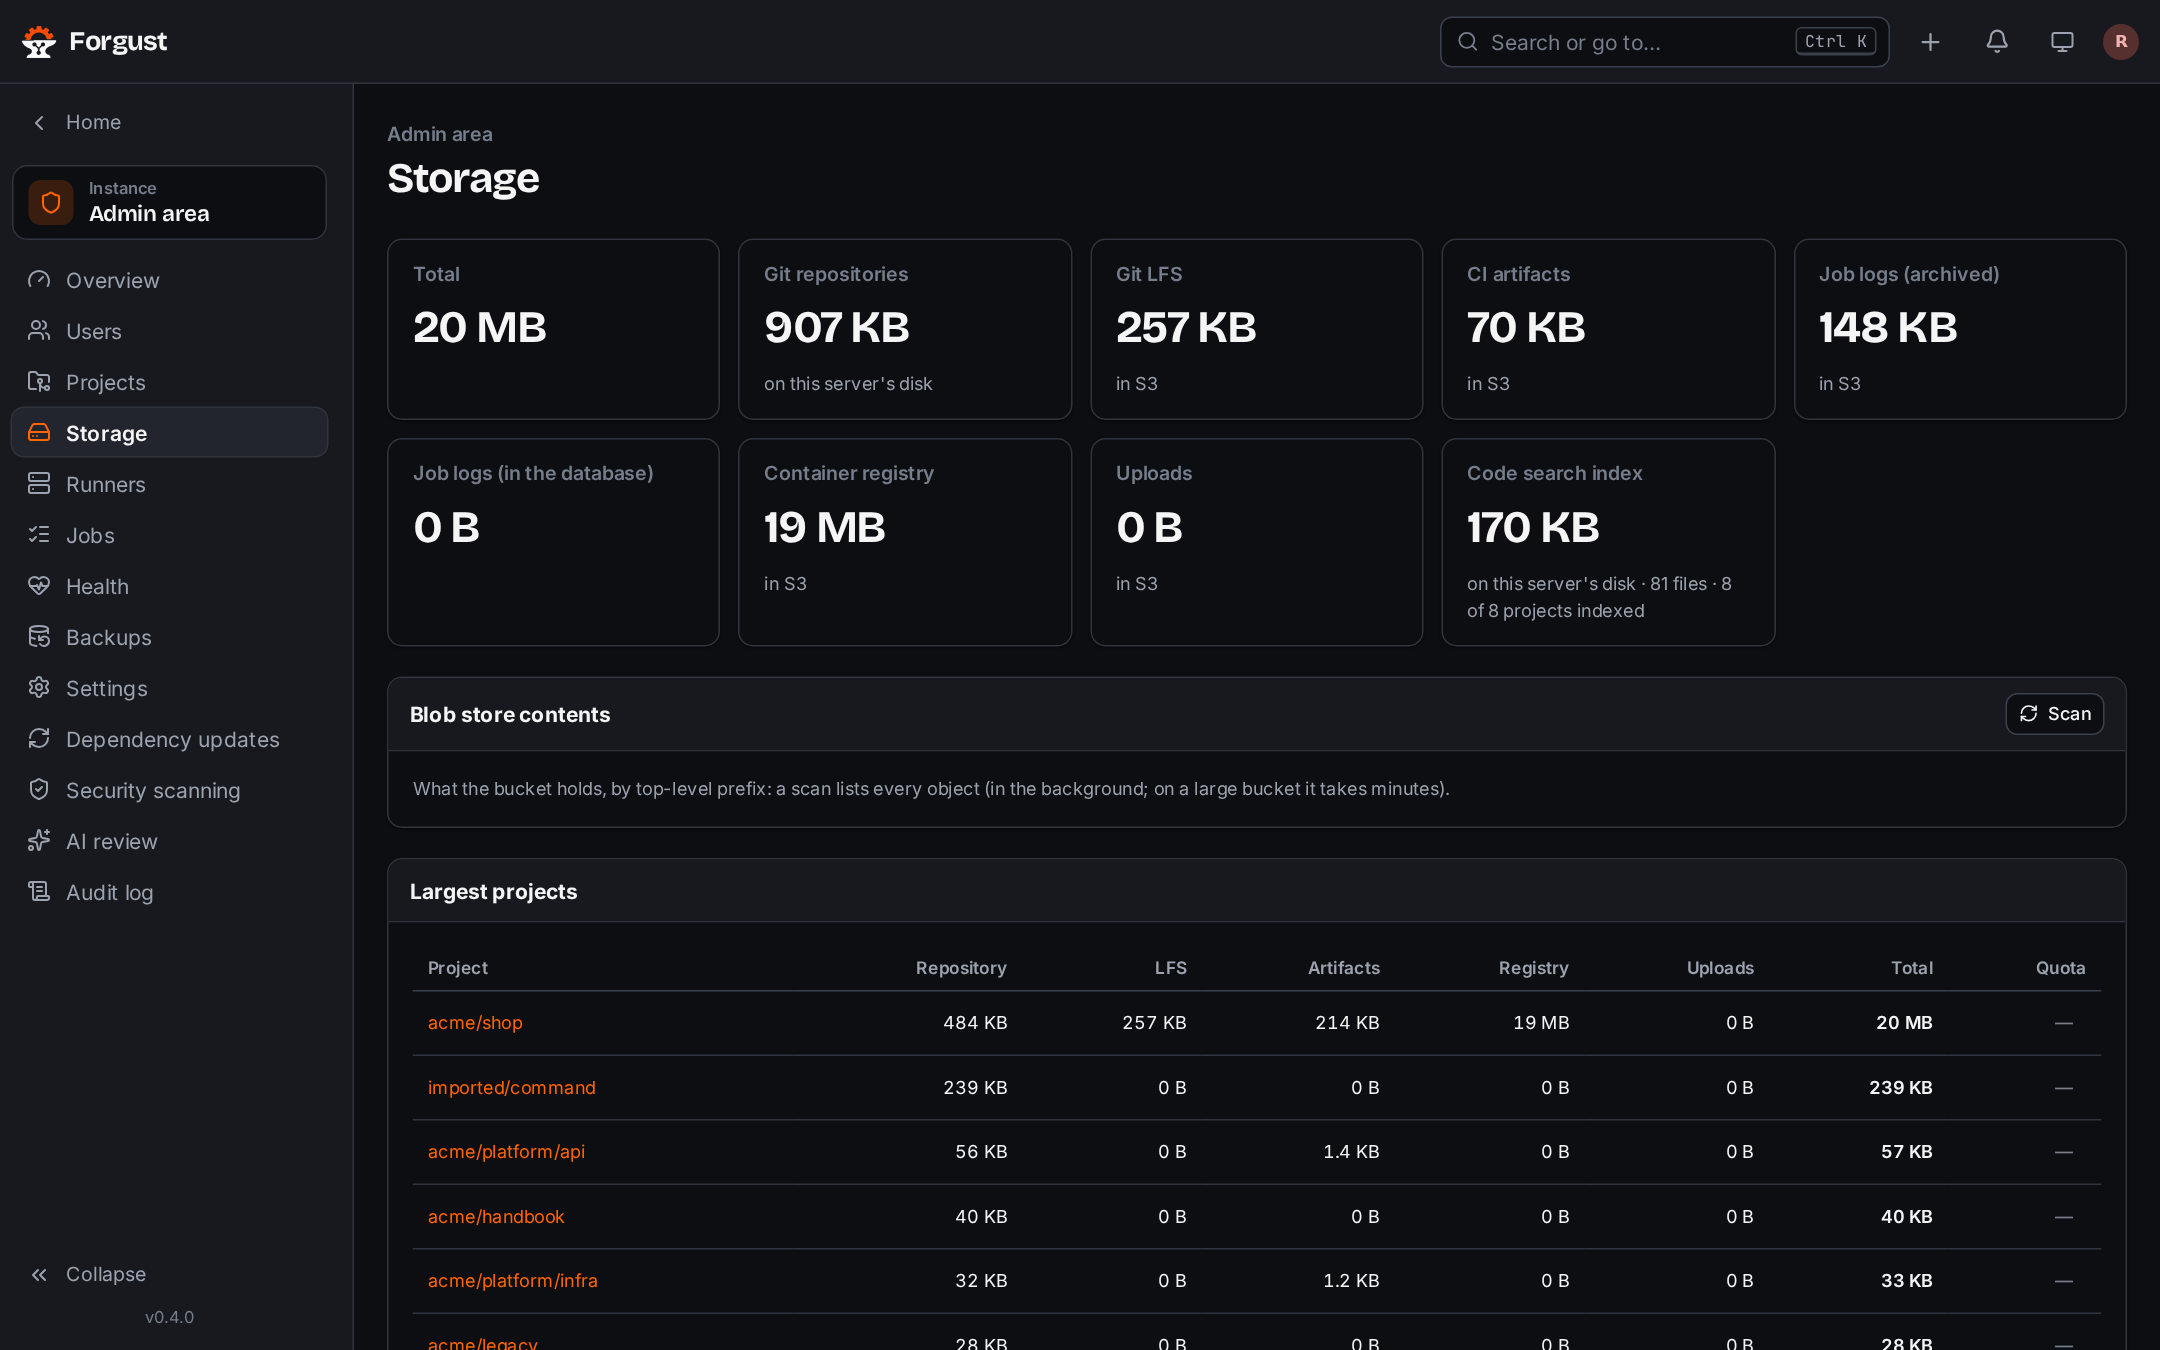 Forgust
Search or go to...
Ctrl K
R
Home
Instance
Admin area
Overview
Users
Projects
Storage
Runners
Jobs
Health
Backups
Settings
Dependency updates
Security scanning
AI review
Audit log
Collapse
v0.4.0
Admin area
Storage
Total
20 MB
Git repositories
907 KB
on this server's disk
Git LFS
257 KB
in S3
CI artifacts
70 KB
in S3
Job logs (archived)
148 KB
in S3
Job logs (in the database)
0 B
Container registry
19 MB
in S3
Uploads
0 B
in S3
Code search index
170 KB
on this server's disk · 81 files · 8
of 8 projects indexed
Blob store contents
Scan
What the bucket holds, by top-level prefix: a scan lists every object (in the background; on a large bucket it takes minutes).
Largest projects
Project Repository LFS Artifacts Registry Uploads Total Quota
acme/shop 484 KB 257 KB 214 KB 19 MB 0 B 20 MB —
imported/command 239 KB 0 B 0 B 0 B 0 B 239 KB —
acme/platform/api 56 KB 0 B 1.4 KB 0 B 0 B 57 KB —
acme/handbook 40 KB 0 B 0 B 0 B 0 B 40 KB —
acme/platform/infra 32 KB 0 B 1.2 KB 0 B 0 B 33 KB —
acme/legacy 28 KB 0 B 0 B 0 B 0 B 28 KB —